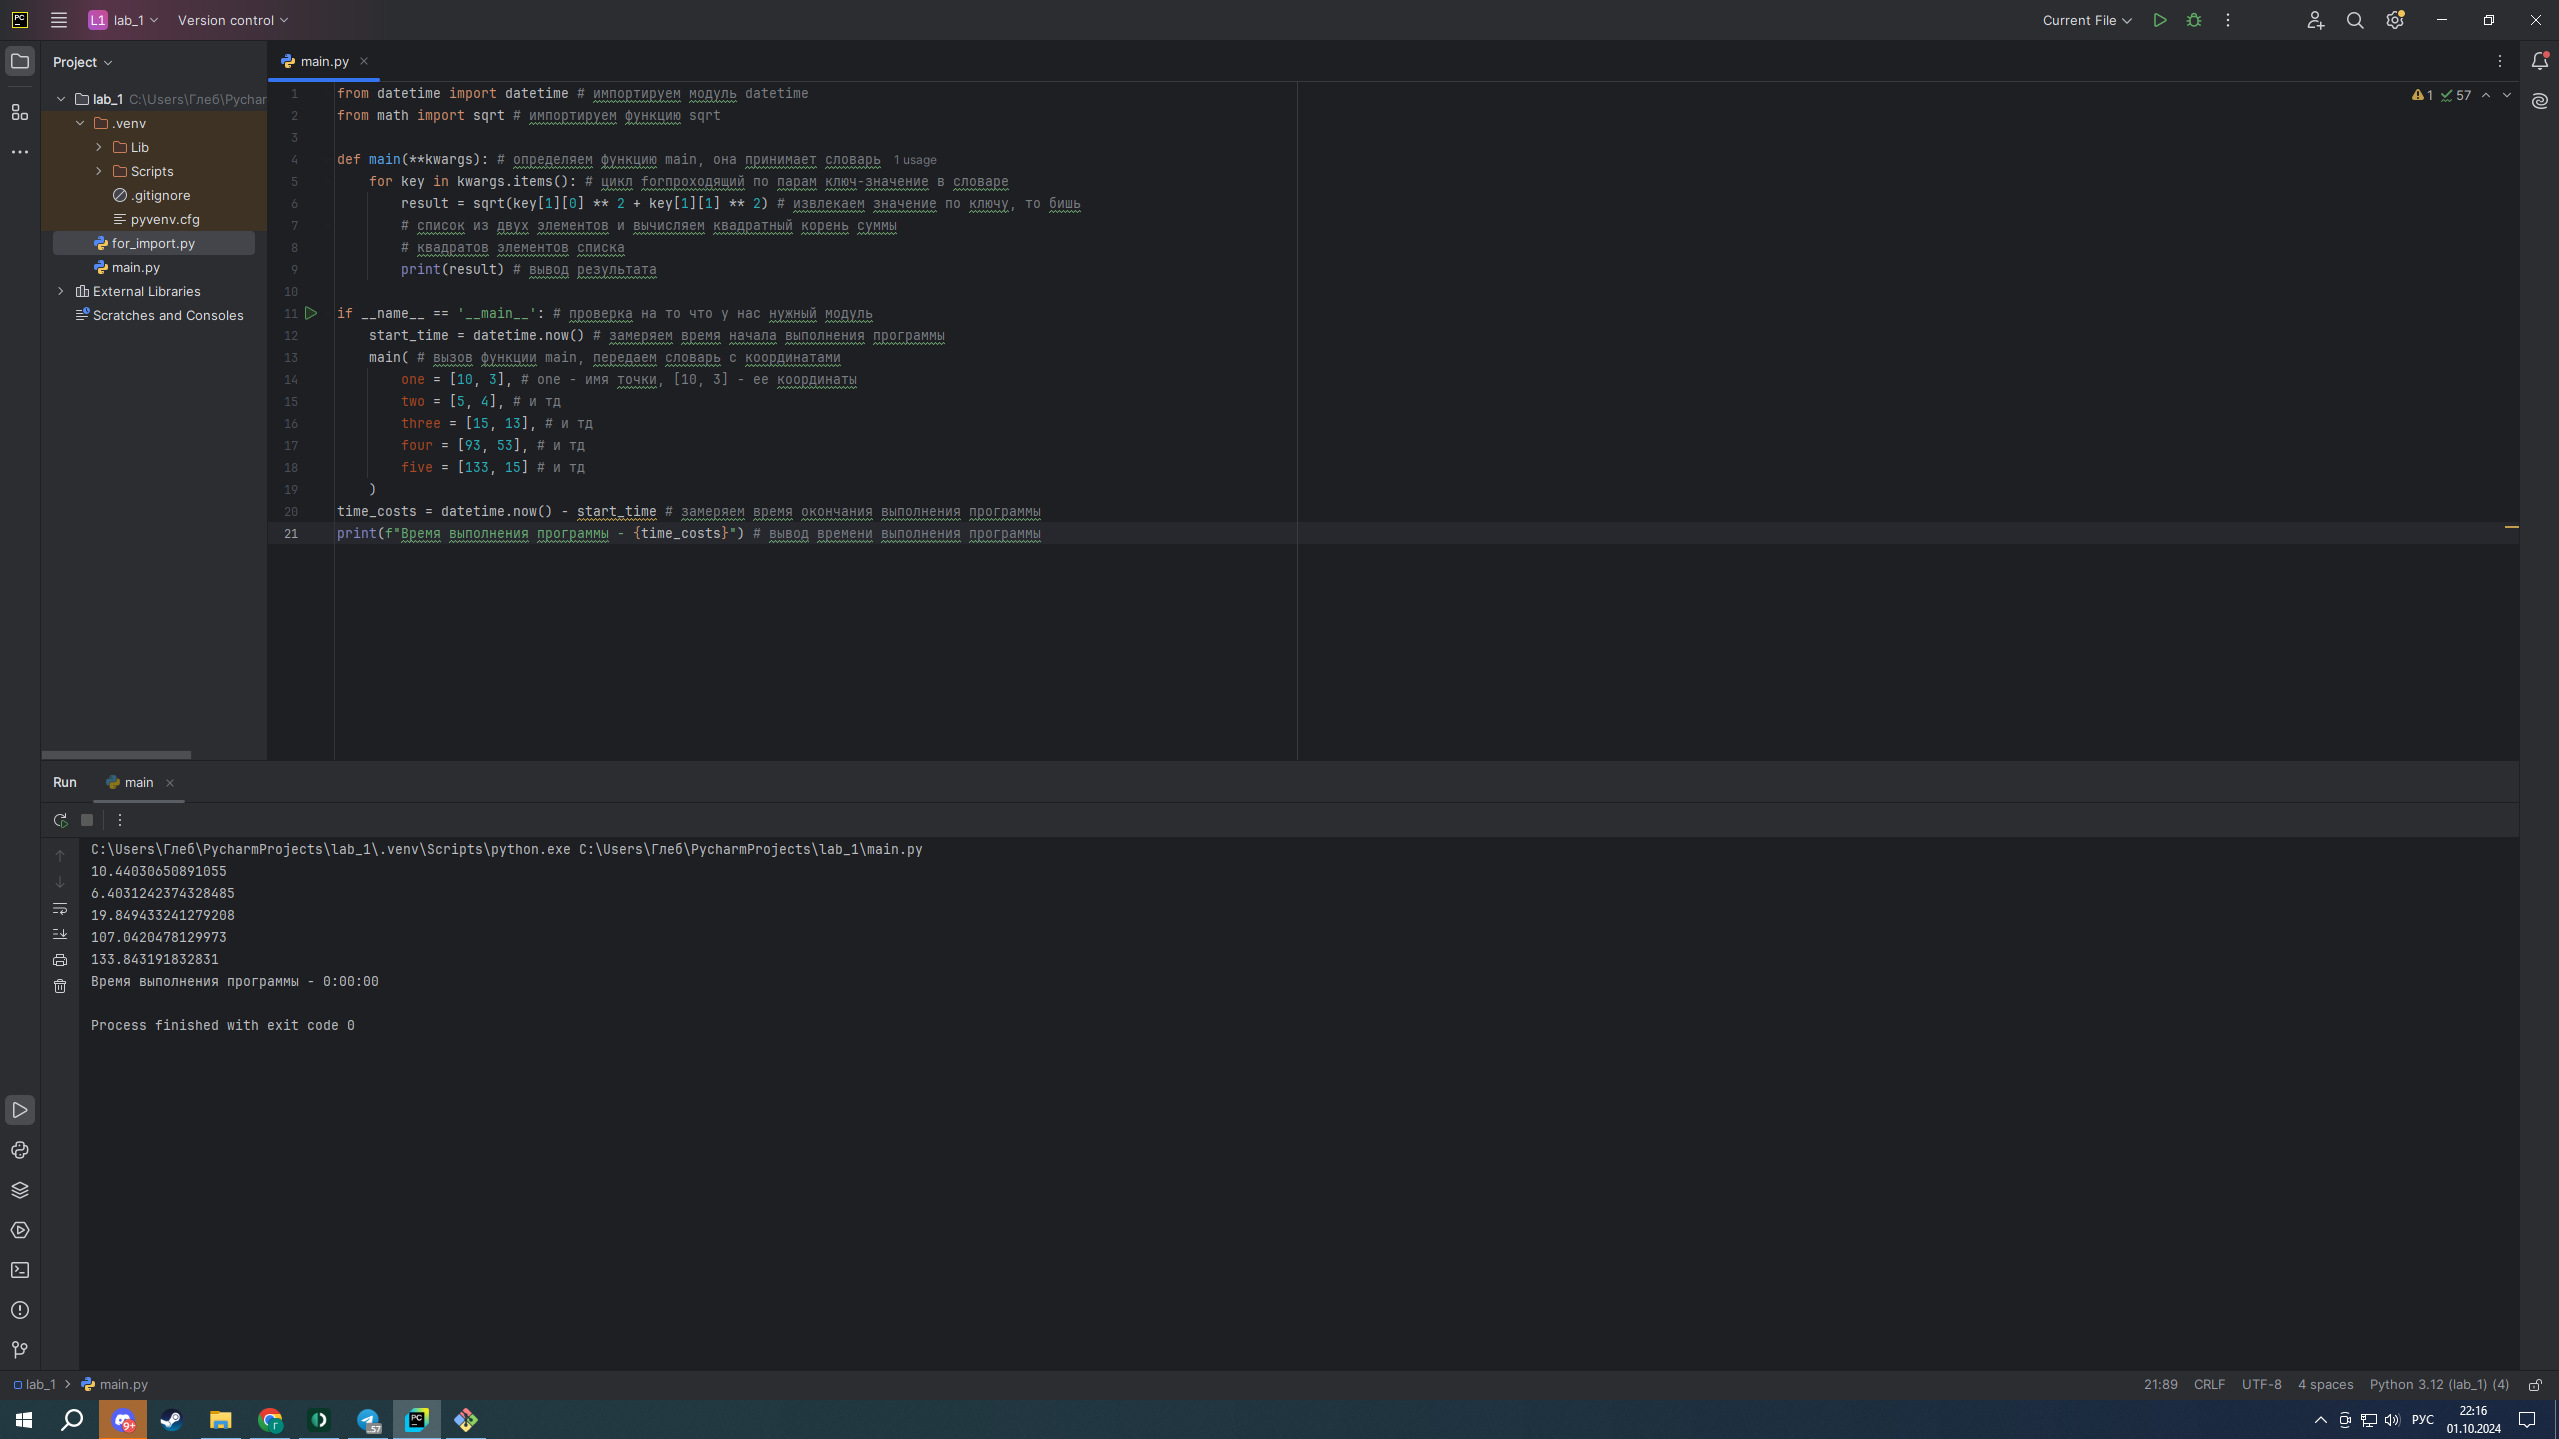 PC
L1 lab_1 Version control Current File
Project
main.py
lab_1 C:\Users\Глеб\Pychar
.venv
Lib
Scripts
.gitignore
pyvenv.cfg
for_import.py
main.py
External Libraries
Scratches and Consoles
1 57
1 from datetime import datetime # импортируем модуль datetime
2 from math import sqrt # импортируем функцию sqrt
3
4 def main(**kwargs): # определяем функцию main, она принимает словарь 1 usage
5 for key in kwargs.items(): # цикл forпроходящий по парам ключ-значение в словаре
6 result = sqrt(key[1][0] ** 2 + key[1][1] ** 2) # извлекаем значение по ключу, то бишь
7 # список из двух элементов и вычисляем квадратный корень суммы
8 # квадратов элементов списка
9 print(result) # вывод результата
10
11 if __name__ == '__main__': # проверка на то что у нас нужный модуль
12 start_time = datetime.now() # замеряем время начала выполнения программы
13 main( # вызов функции main, передаем словарь с координатами
14 one = [10, 3], # one - имя точки, [10, 3] - ее координаты
15 two = [5, 4], # и тд
16 three = [15, 13], # и тд
17 four = [93, 53], # и тд
18 five = [133, 15] # и тд
19 )
20 time_costs = datetime.now() - start_time # замеряем время окончания выполнения программы
21 print(f"Время выполнения программы - {time_costs}") # вывод времени выполнения программы
Run main
C:\Users\Глеб\PycharmProjects\lab_1\.venv\Scripts\python.exe C:\Users\Глеб\PycharmProjects\lab_1\main.py
10.44030650891055
6.4031242374328485
19.849433241279208
107.0420478129973
133.843191832831
Время выполнения программы - 0:00:00
Process finished with exit code 0
lab_1 main.py 21:89 CRLF UTF-8 4 spaces Python 3.12 (lab_1) (4)
9+ Г 57 PC РУС 22:16
01.10.2024